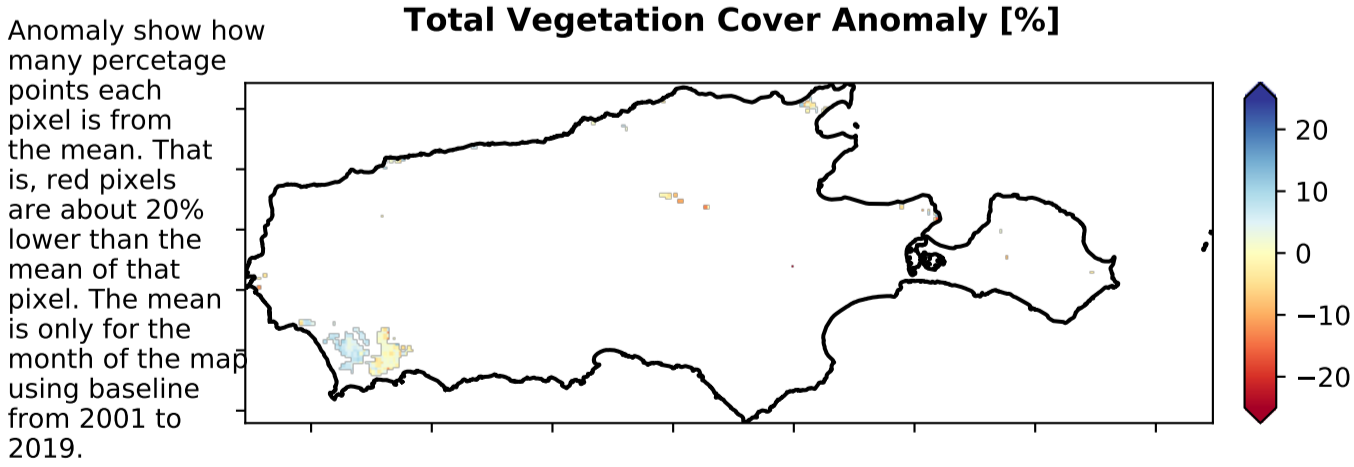 Total Vegetation Cover Anomaly [%]
Anomaly show how
many percetage
points each
pixel is from
the mean. That
is, red pixels
are about 20%
lower than the
mean of that
pixel. The mean
is only for the
month of the map
using baseline
from 2001 to
2019.
20
10
0
−10
−20